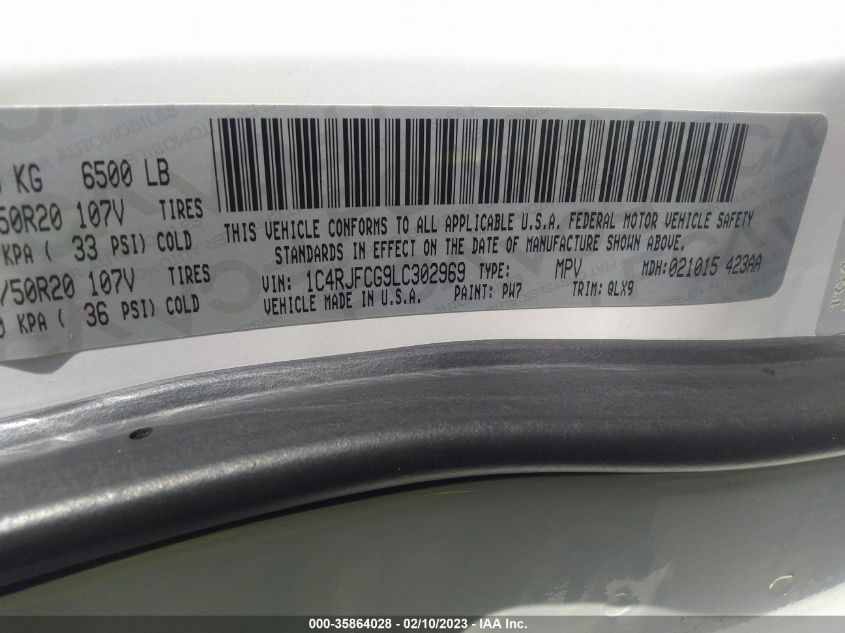 KG 6500 LB
50R20 107V TIRES
KPA ( 33 PSI) COLD
/50R20 107V TIRES
KPA ( 36 PSI) COLD
THIS VEHICLE CONFORMS TO ALL APPLICABLE U.S.A. FEDERAL MOTOR VEHICLE SAFETY
STANDARDS IN EFFECT ON THE DATE OF MANUFACTURE SHOWN ABOVE.
VIN: 1C4RJFCG9LC302969 TYPE: MPV MDH:021015 423AA
VEHICLE MADE IN U.S.A. PAINT: PW7 TRIM: QLX9
000-35864028 - 02/10/2023 - IAA Inc.